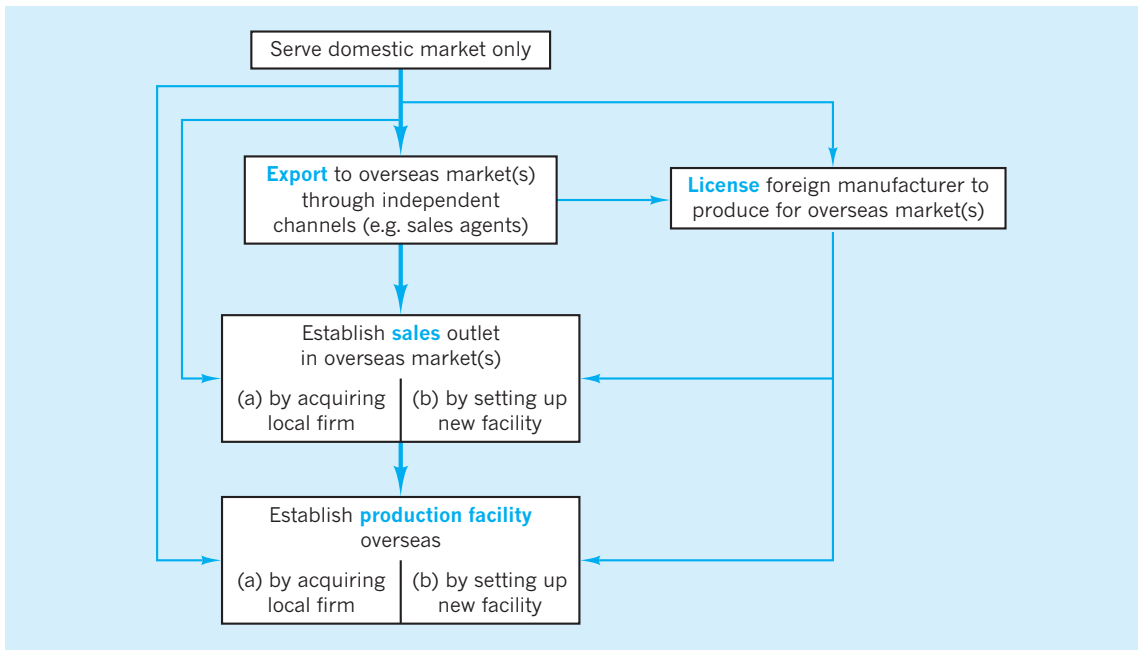 Serve domestic market only
Export to overseas market(s)
through independent
channels (e.g. sales agents)
License foreign manufacturer to
produce for overseas market(s)
Establish sales outlet
in overseas market(s)
(a) by acquiring
local firm
(b) by setting up
new facility
Establish production facility
overseas
(a) by acquiring
local firm
(b) by setting up
new facility